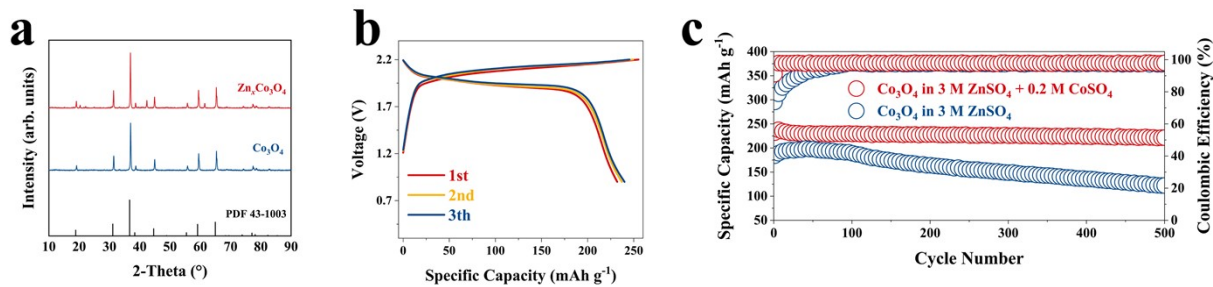 a
Intensity (arb. units)
ZnₓCo₃O₄
Co₃O₄
PDF 43-1003
10 20 30 40 50 60 70 80 90
2-Theta (°)
b
Voltage (V)
2.2
1.7
1.2
0.7
1st
2nd
3th
0 50 100 150 200 250
Specific Capacity (mAh g⁻¹)
c
Specific Capacity (mAh g⁻¹)
400
350
300
250
200
150
100
50
Co₃O₄ in 3 M ZnSO₄ + 0.2 M CoSO₄
Co₃O₄ in 3 M ZnSO₄
100
80
60
40
20
0
Coulombic Efficiency (%)
0 100 200 300 400 500
Cycle Number